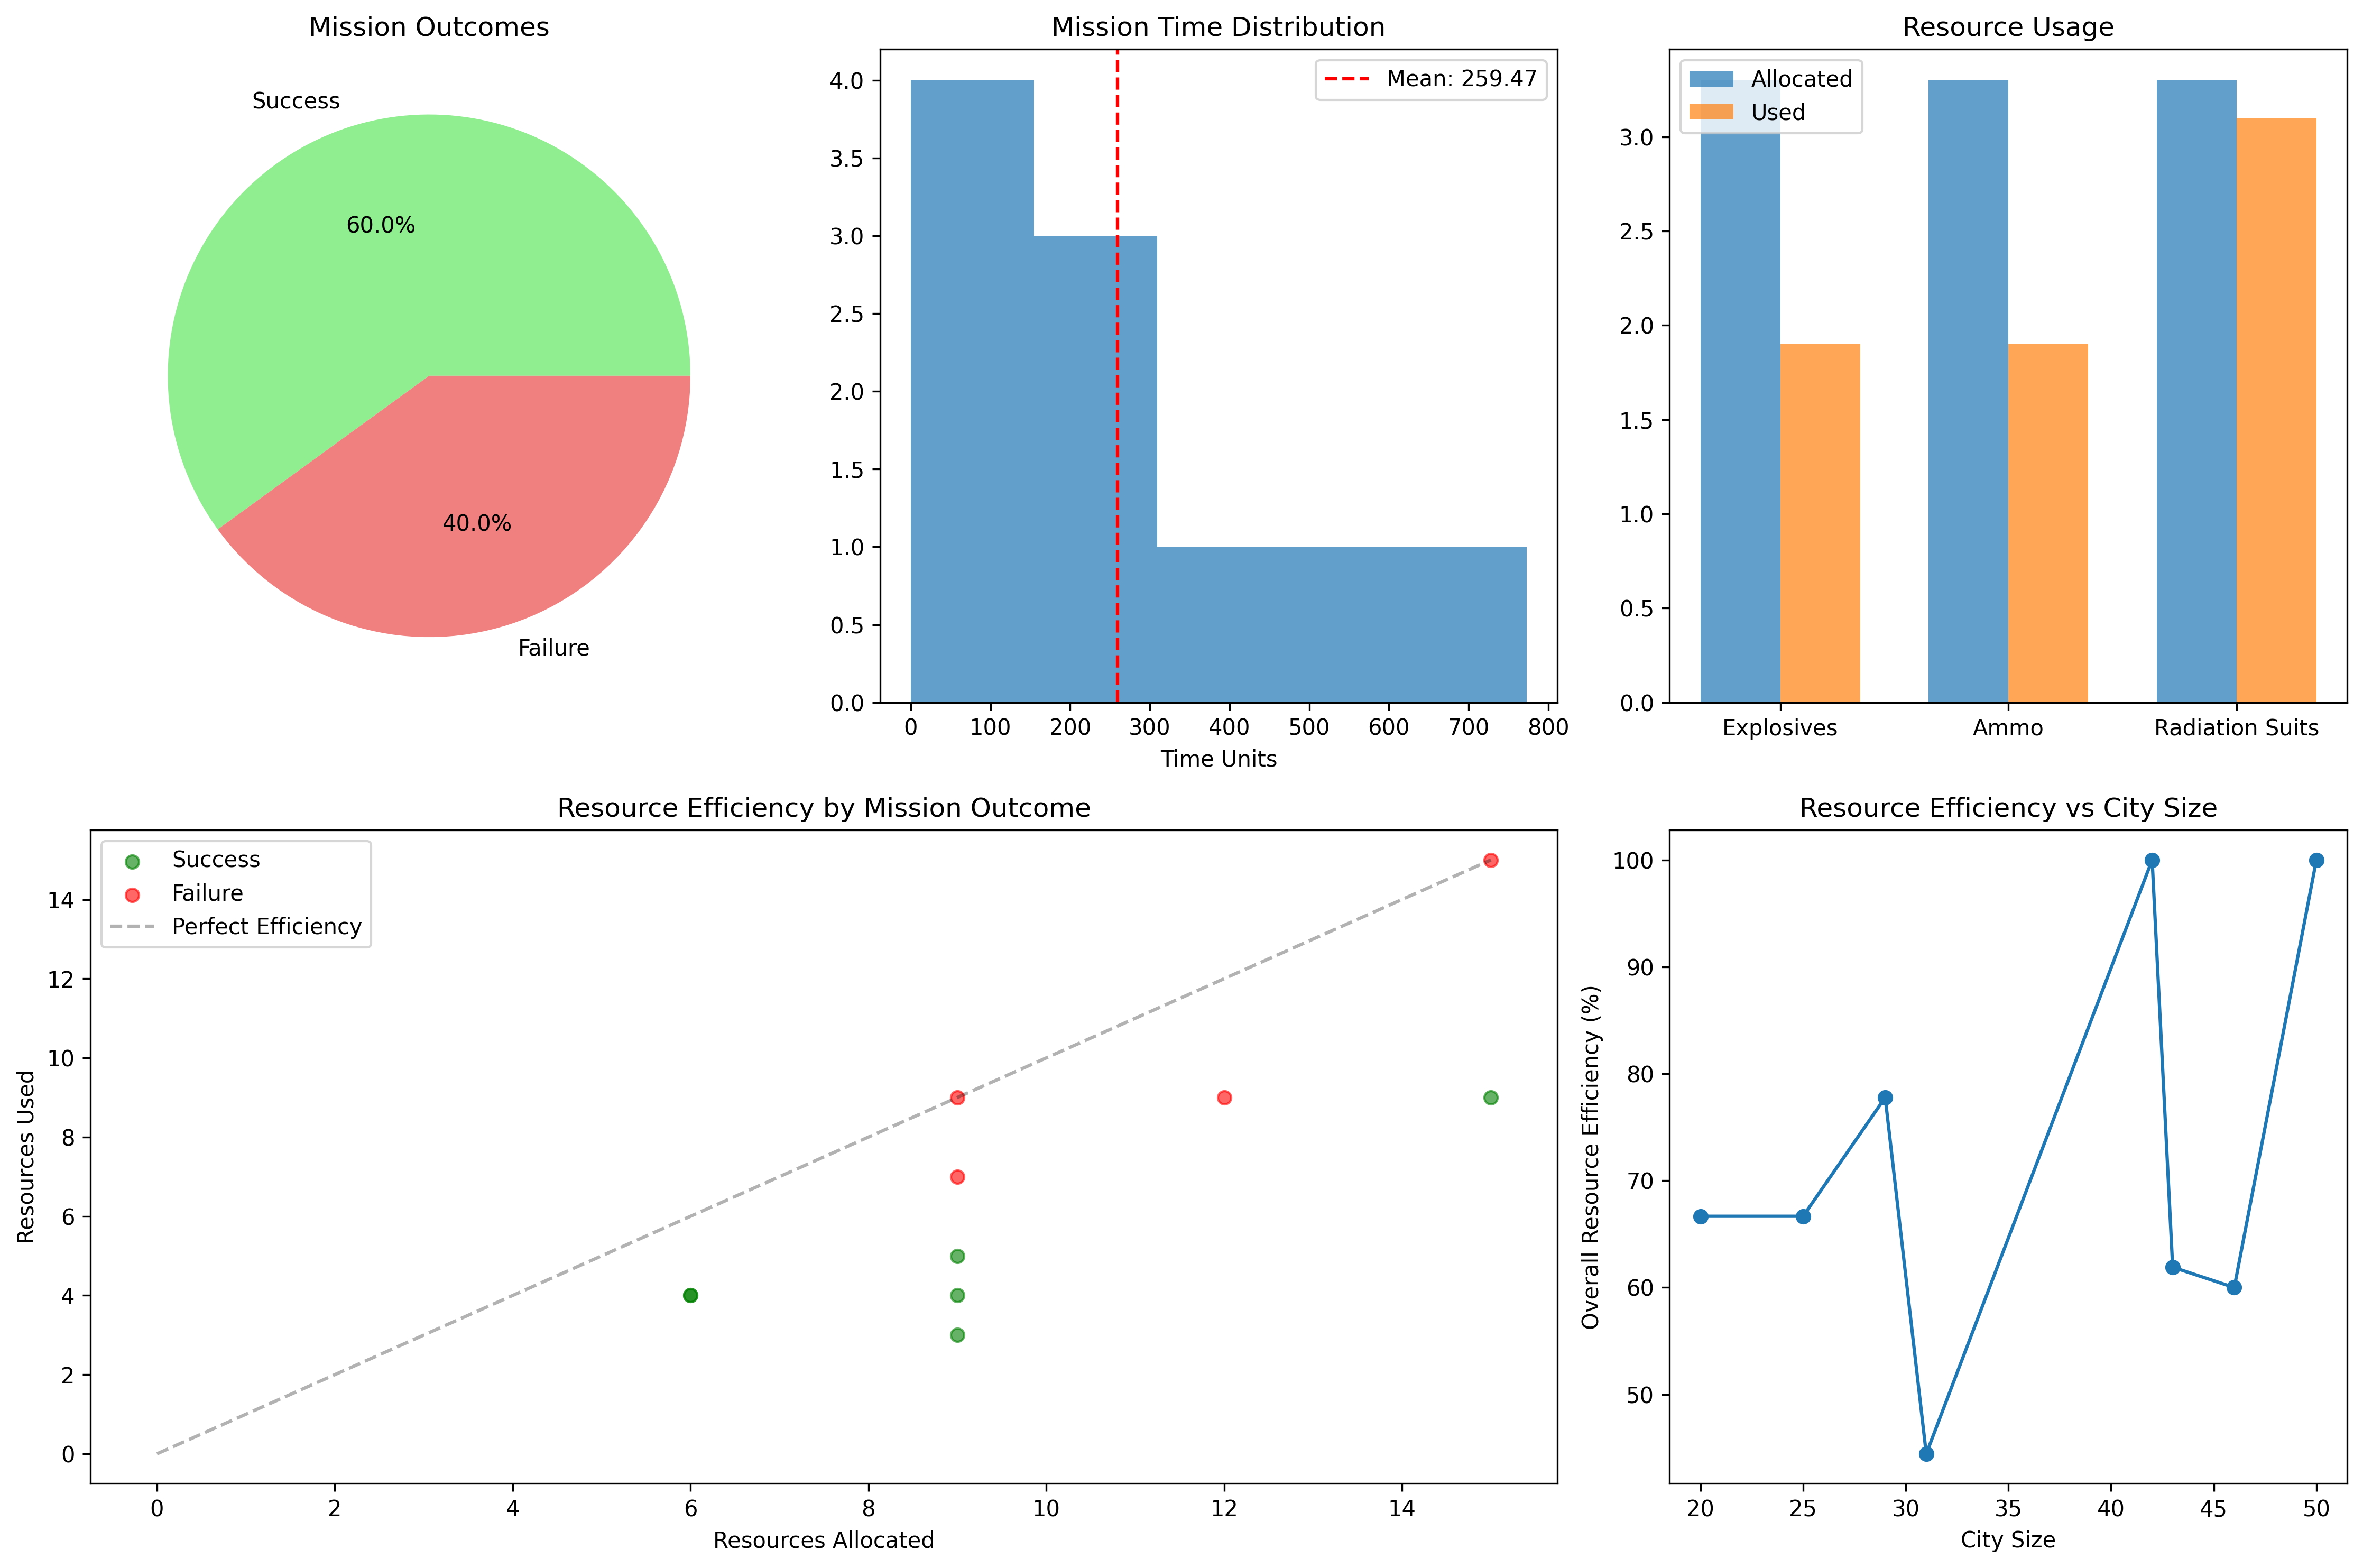 Mission Outcomes
Success
60.0%
40.0%
Failure
Mission Time Distribution
4.0
3.5
3.0
2.5
2.0
1.5
1.0
0.5
0.0
Mean: 259.47
0 100 200 300 400 500 600 700 800
Time Units
Resource Usage
Allocated
Used
3.0
2.5
2.0
1.5
1.0
0.5
0.0
Explosives Ammo Radiation Suits
Resource Efficiency by Mission Outcome
Success
Failure
Perfect Efficiency
Resources Used
14
12
10
8
6
4
2
0
0 2 4 6 8 10 12 14
Resources Allocated
Resource Efficiency vs City Size
Overall Resource Efficiency (%)
100
90
80
70
60
50
20 25 30 35 40 45 50
City Size